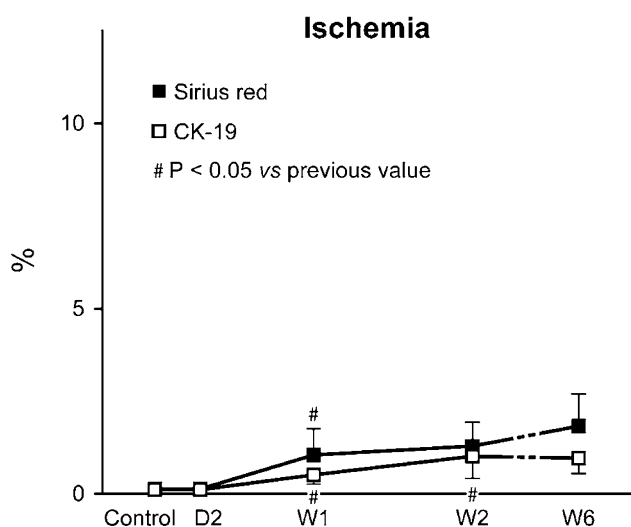 Ischemia
■ Sirius red
□ CK-19
# P < 0.05 vs previous value
10
%
5
#
0
#
#
Control D2 W1 W2 W6